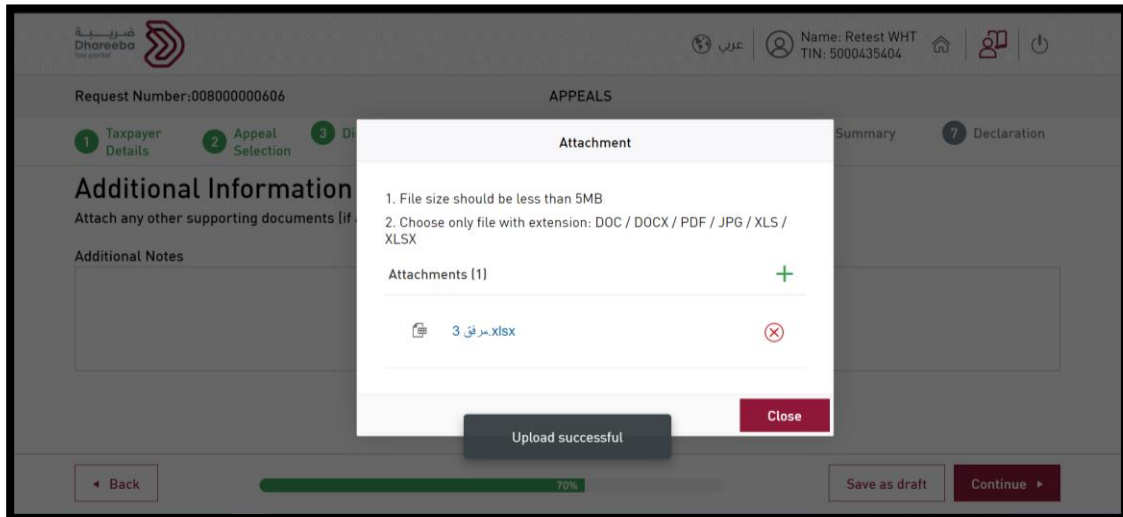 ضريبة
Dhareeba
tax portal
عربي
Name: Retest WHT
TIN: 5000435404
Request Number:008000000606
APPEALS
1 Taxpayer Details
2 Appeal Selection
3 Di
Summary
7 Declaration
Attachment
Additional Information
Attach any other supporting documents (if
1. File size should be less than 5MB
2. Choose only file with extension: DOC / DOCX / PDF / JPG / XLS /
XLSX
Additional Notes
Attachments (1)
مرفق 3.xlsx
Close
Upload successful
Back
70%
Save as draft
Continue